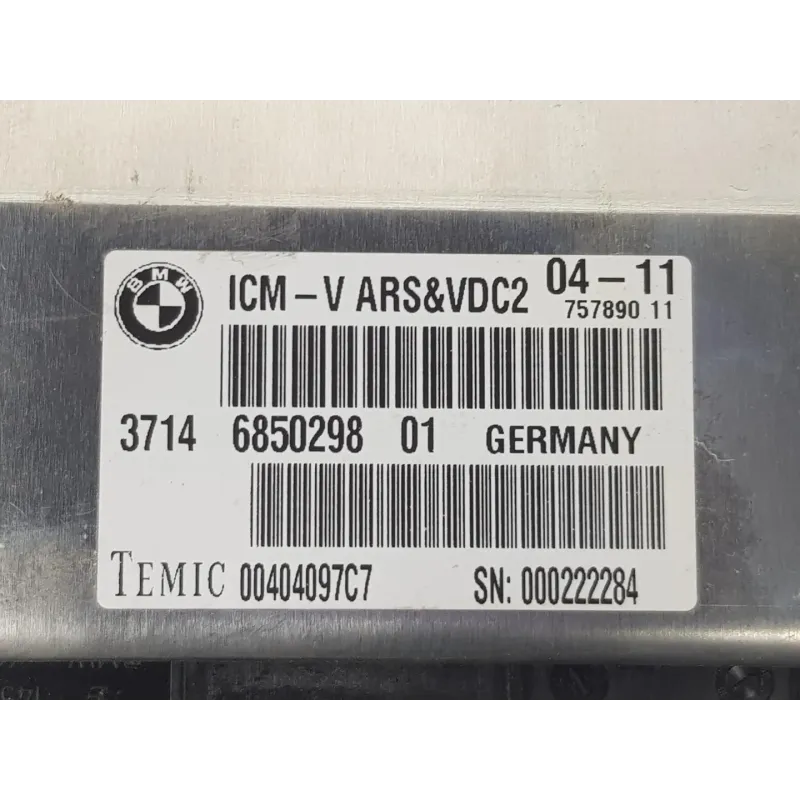 BMW
ICM-V ARS&VDC2 04-11
757890 11
3714 6850298 01 GERMANY
TEMIC 00404097C7 SN: 000222284